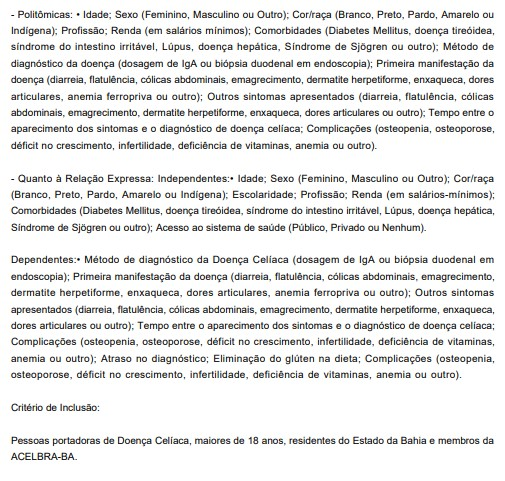 - Politômicas: • Idade; Sexo (Feminino, Masculino ou Outro); Cor/raça (Branco, Preto, Pardo, Amarelo ou
Indígena); Profissão; Renda (em salários mínimos); Comorbidades (Diabetes Mellitus, doença tireóidea,
síndrome do intestino irritável, Lúpus, doença hepática, Síndrome de Sjögren ou outro); Método de
diagnóstico da doença (dosagem de IgA ou biópsia duodenal em endoscopia); Primeira manifestação da
doença (diarreia, flatulência, cólicas abdominais, emagrecimento, dermatite herpetiforme, enxaqueca, dores
articulares, anemia ferropriva ou outro); Outros sintomas apresentados (diarreia, flatulência, cólicas
abdominais, emagrecimento, dermatite herpetiforme, enxaqueca, dores articulares ou outro); Tempo entre o
aparecimento dos sintomas e o diagnóstico de doença celíaca; Complicações (osteopenia, osteoporose,
déficit no crescimento, infertilidade, deficiência de vitaminas, anemia ou outro).
- Quanto à Relação Expressa: Independentes:• Idade; Sexo (Feminino, Masculino ou Outro); Cor/raça
(Branco, Preto, Pardo, Amarelo ou Indígena); Escolaridade; Profissão; Renda (em salários-mínimos);
Comorbidades (Diabetes Mellitus, doença tireóidea, síndrome do intestino irritável, Lúpus, doença hepática,
Síndrome de Sjögren ou outro); Acesso ao sistema de saúde (Público, Privado ou Nenhum).
Dependentes:• Método de diagnóstico da Doença Celíaca (dosagem de IgA ou biópsia duodenal em
endoscopia); Primeira manifestação da doença (diarreia, flatulência, cólicas abdominais, emagrecimento,
dermatite herpetiforme, enxaqueca, dores articulares, anemia ferropriva ou outro); Outros sintomas
apresentados (diarreia, flatulência, cólicas abdominais, emagrecimento, dermatite herpetiforme, enxaqueca,
dores articulares ou outro); Tempo entre o aparecimento dos sintomas e o diagnóstico de doença celíaca;
Complicações (osteopenia, osteoporose, déficit no crescimento, infertilidade, deficiência de vitaminas,
anemia ou outro); Atraso no diagnóstico; Eliminação do glúten na dieta; Complicações (osteopenia,
osteoporose, déficit no crescimento, infertilidade, deficiência de vitaminas, anemia ou outro).
Critério de Inclusão:
Pessoas portadoras de Doença Celíaca, maiores de 18 anos, residentes do Estado da Bahia e membros da
ACELBRA-BA.